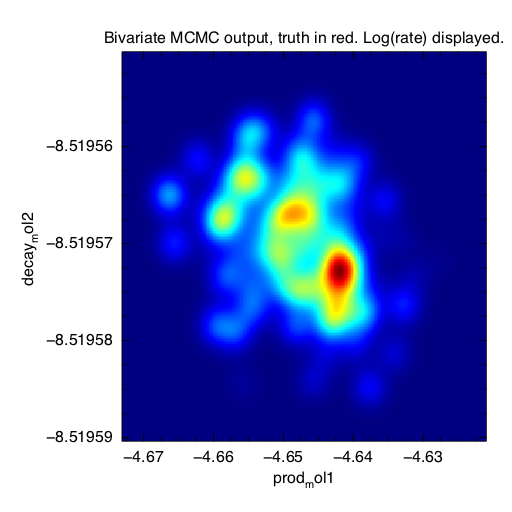 Bivariate MCMC output, truth in red. Log(rate) displayed.
−8.51956
−8.51957
−8.51958
−8.51959
decay_mol2
−4.67 −4.66 −4.65 −4.64 −4.63
prod_mol1